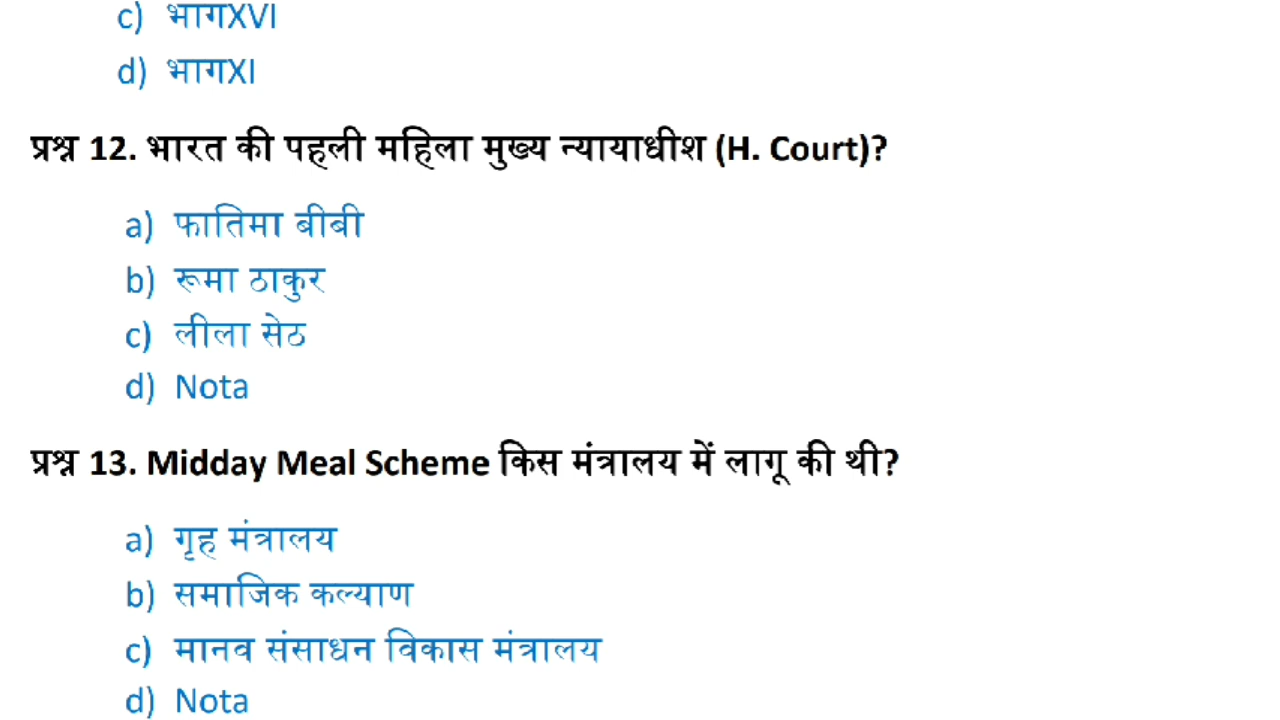 c) भागXVI
d) भागXI
प्रश्न 12. भारत की पहली महिला मुख्य न्यायाधीश (H. Court)?
a) फातिमा बीबी
b) रूमा ठाकुर
c) लीला सेठ
d) Nota
प्रश्न 13. Midday Meal Scheme किस मंत्रालय में लागू की थी?
a) गृह मंत्रालय
b) समाजिक कल्याण
c) मानव संसाधन विकास मंत्रालय
d) Nota